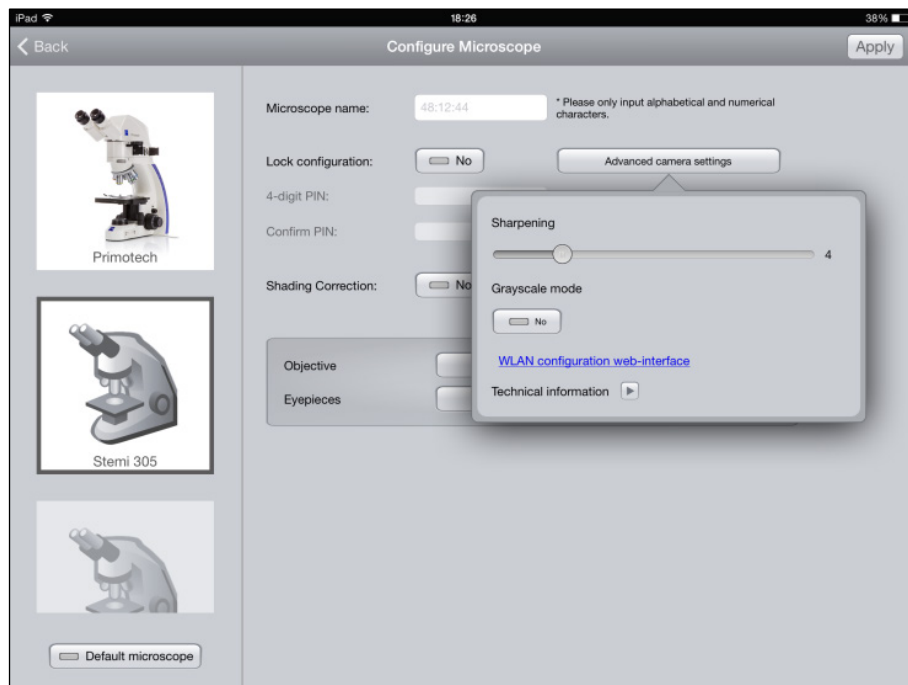 iPad 18:26 38%
Back Configure Microscope Apply
Microscope name: 48:12:44 * Please only input alphabetical and numerical
characters.
Lock configuration: No Advanced camera settings
4-digit PIN:
Confirm PIN:
Sharpening
4
Primotech
Shading Correction: No
Grayscale mode
No
WLAN configuration web-interface
Objective
Technical information
Eyepieces
Stemi 305
Default microscope